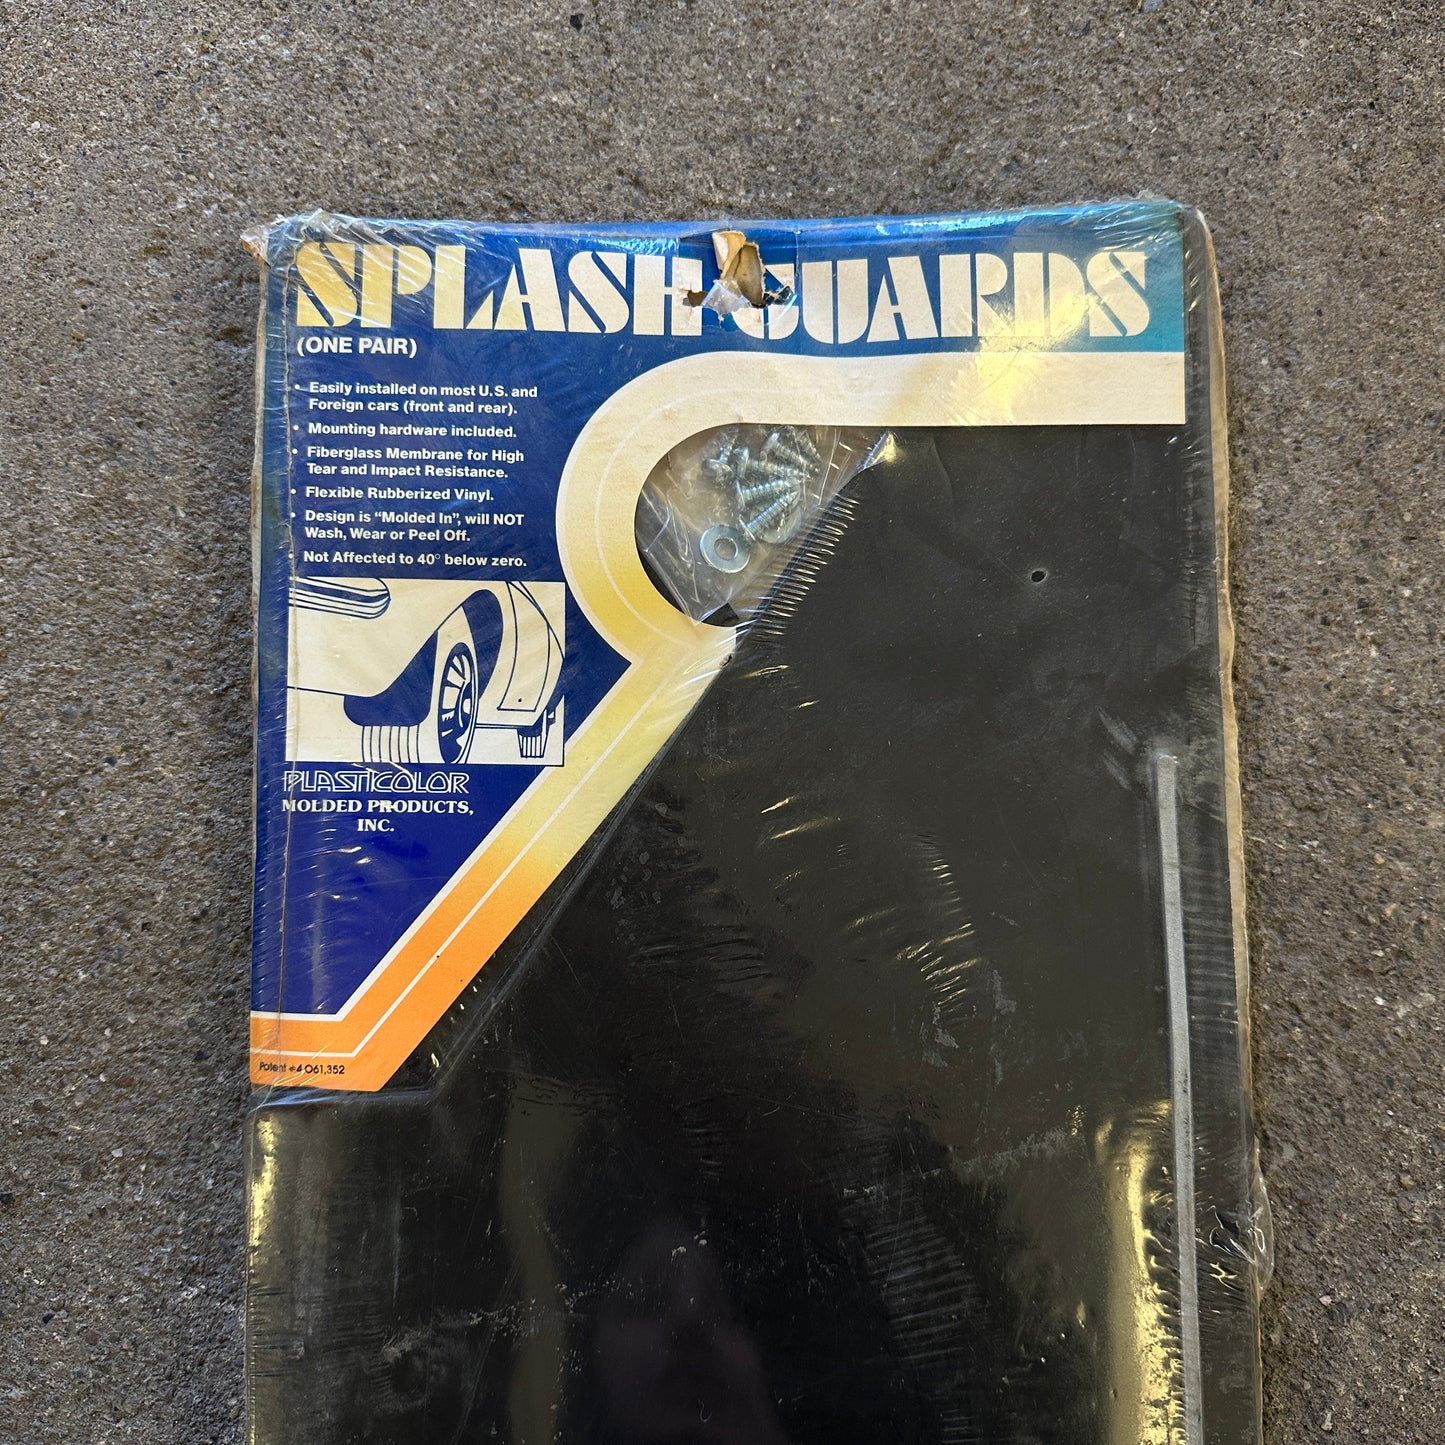 SPLASH GUARDS
(ONE PAIR)
• Easily installed on most U.S. and
Foreign cars (front and rear).
• Mounting hardware included.
• Fiberglass Membrane for High
Tear and Impact Resistance.
• Flexible Rubberized Vinyl.
• Design is “Molded In”, will NOT
Wash, Wear or Peel Off.
• Not Affected to 40° below zero.
PLASTICOLOR
MOLDED PRODUCTS,
INC.
Patent #4 061,352